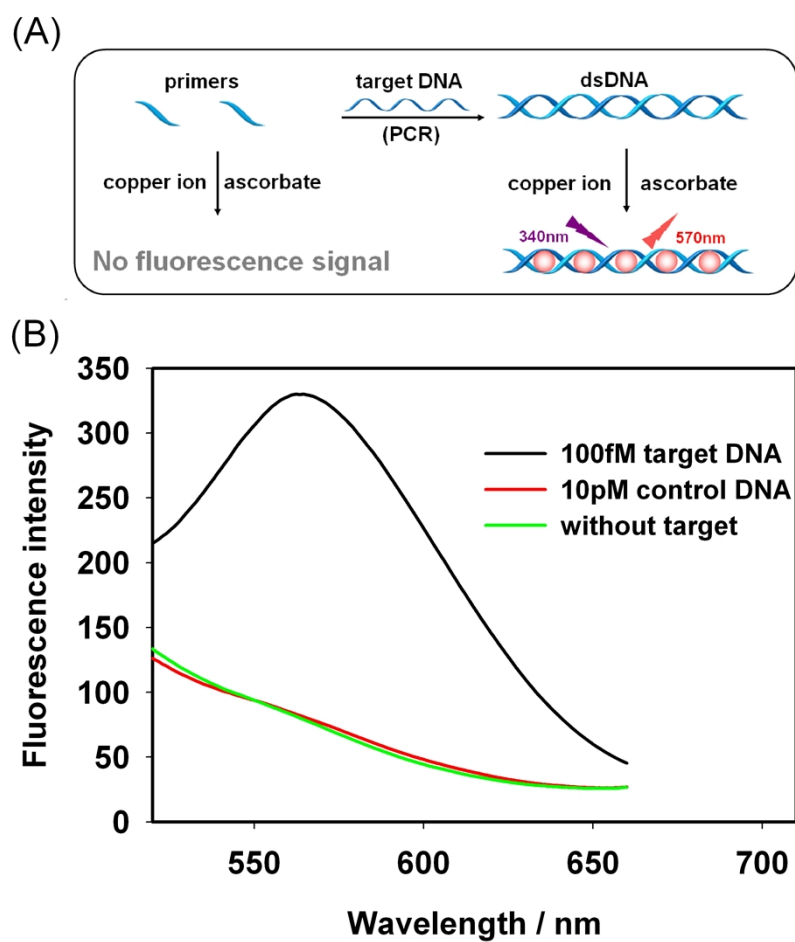 (A)
primers
target DNA
(PCR)
dsDNA
copper ion
ascorbate
copper ion
ascorbate
No fluorescence signal
340nm
570nm
(B)
Fluorescence intensity
350
300
250
200
150
100
50
0
100fM target DNA
10pM control DNA
without target
550
600
650
700
Wavelength / nm